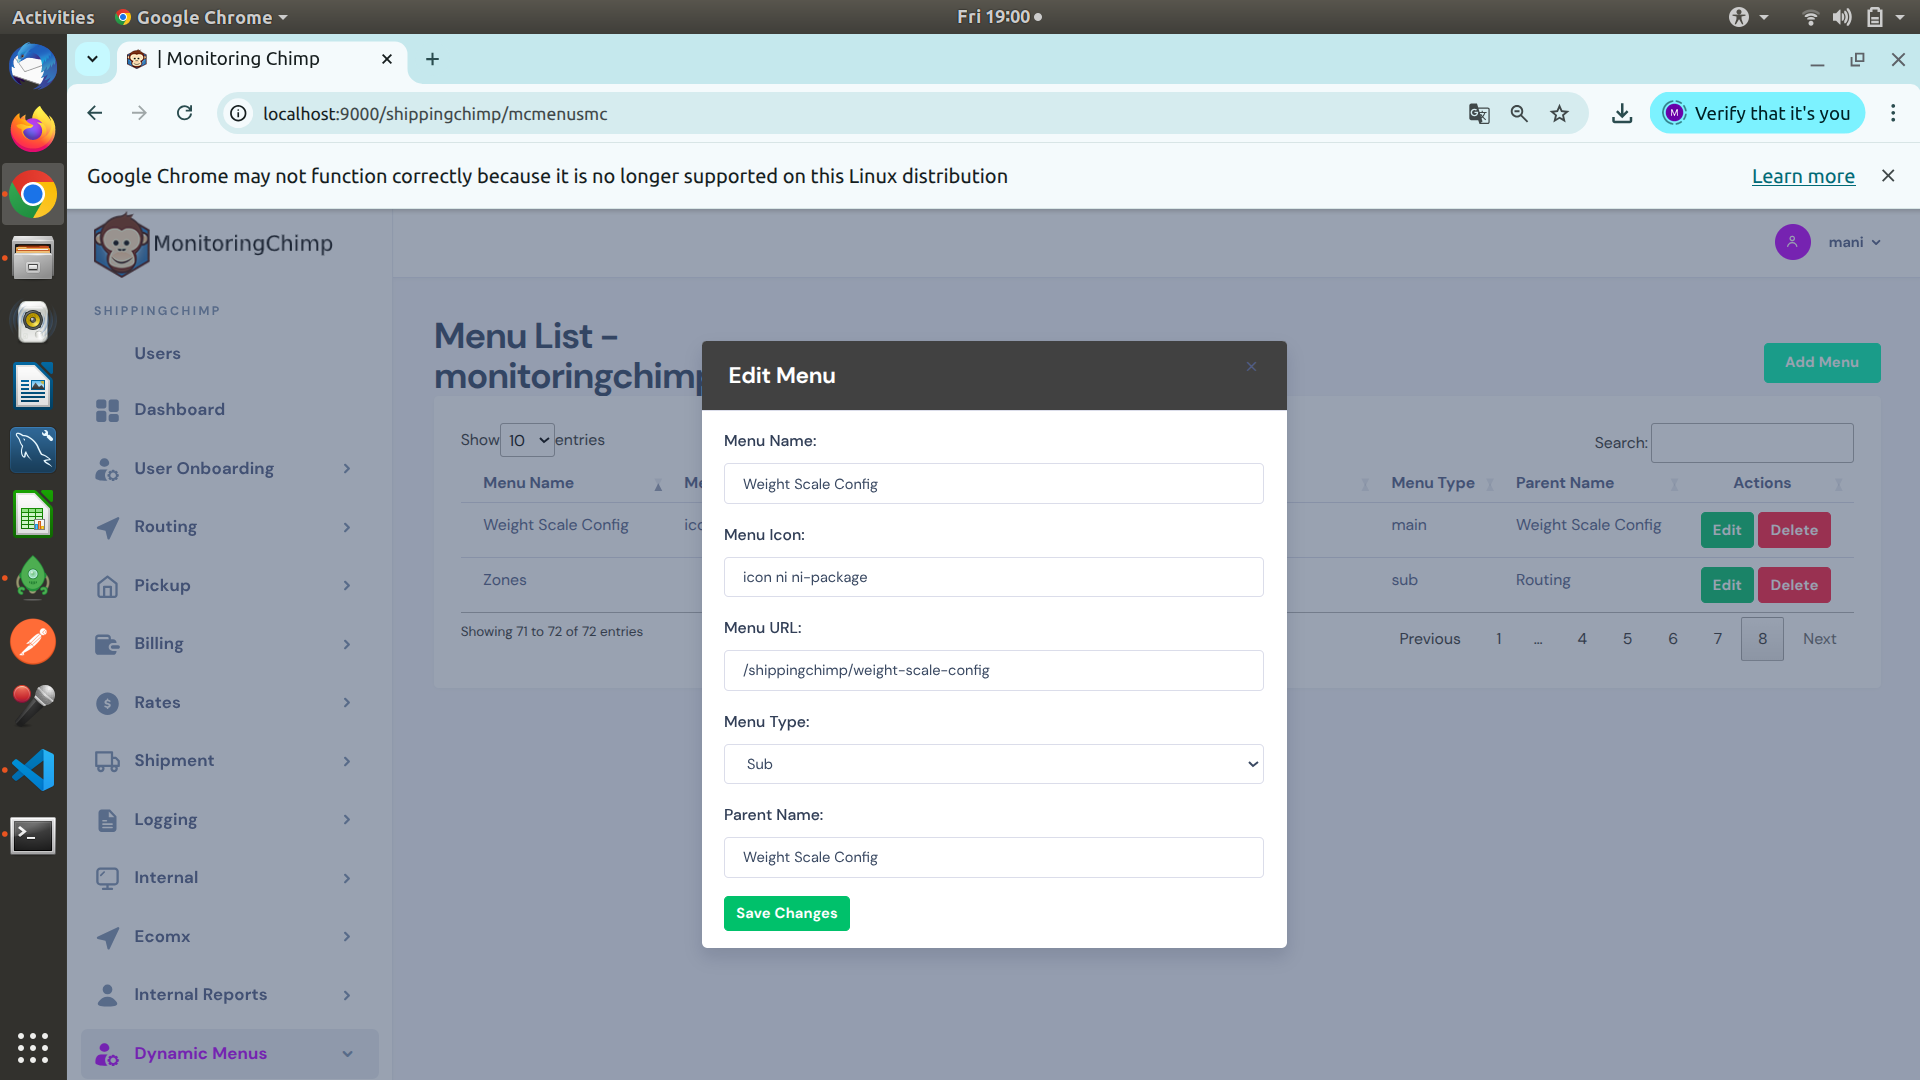 Activities
Google Chrome
Fri 19:00
| Monitoring Chimp
localhost:9000/shippingchimp/mcmenusmc
Verify that it's you
Google Chrome may not function correctly because it is no longer supported on this Linux distribution
Learn more
MonitoringChimp
mani
SHIPPINGCHIMP
Users
Dashboard
User Onboarding
Routing
Pickup
Billing
Rates
Shipment
Logging
Internal
Ecomx
Internal Reports
Dynamic Menus
Menu List -
monitoringchimp
Add Menu
Show 10 entries
Search:
Menu Name
Menu Type
Parent Name
Actions
Weight Scale Config
main
Weight Scale Config
Edit
Delete
Zones
sub
Routing
Edit
Delete
Showing 71 to 72 of 72 entries
Previous 1 … 4 5 6 7 8 Next
Edit Menu
Menu Name:
Weight Scale Config
Menu Icon:
icon ni ni-package
Menu URL:
/shippingchimp/weight-scale-config
Menu Type:
Sub
Parent Name:
Weight Scale Config
Save Changes